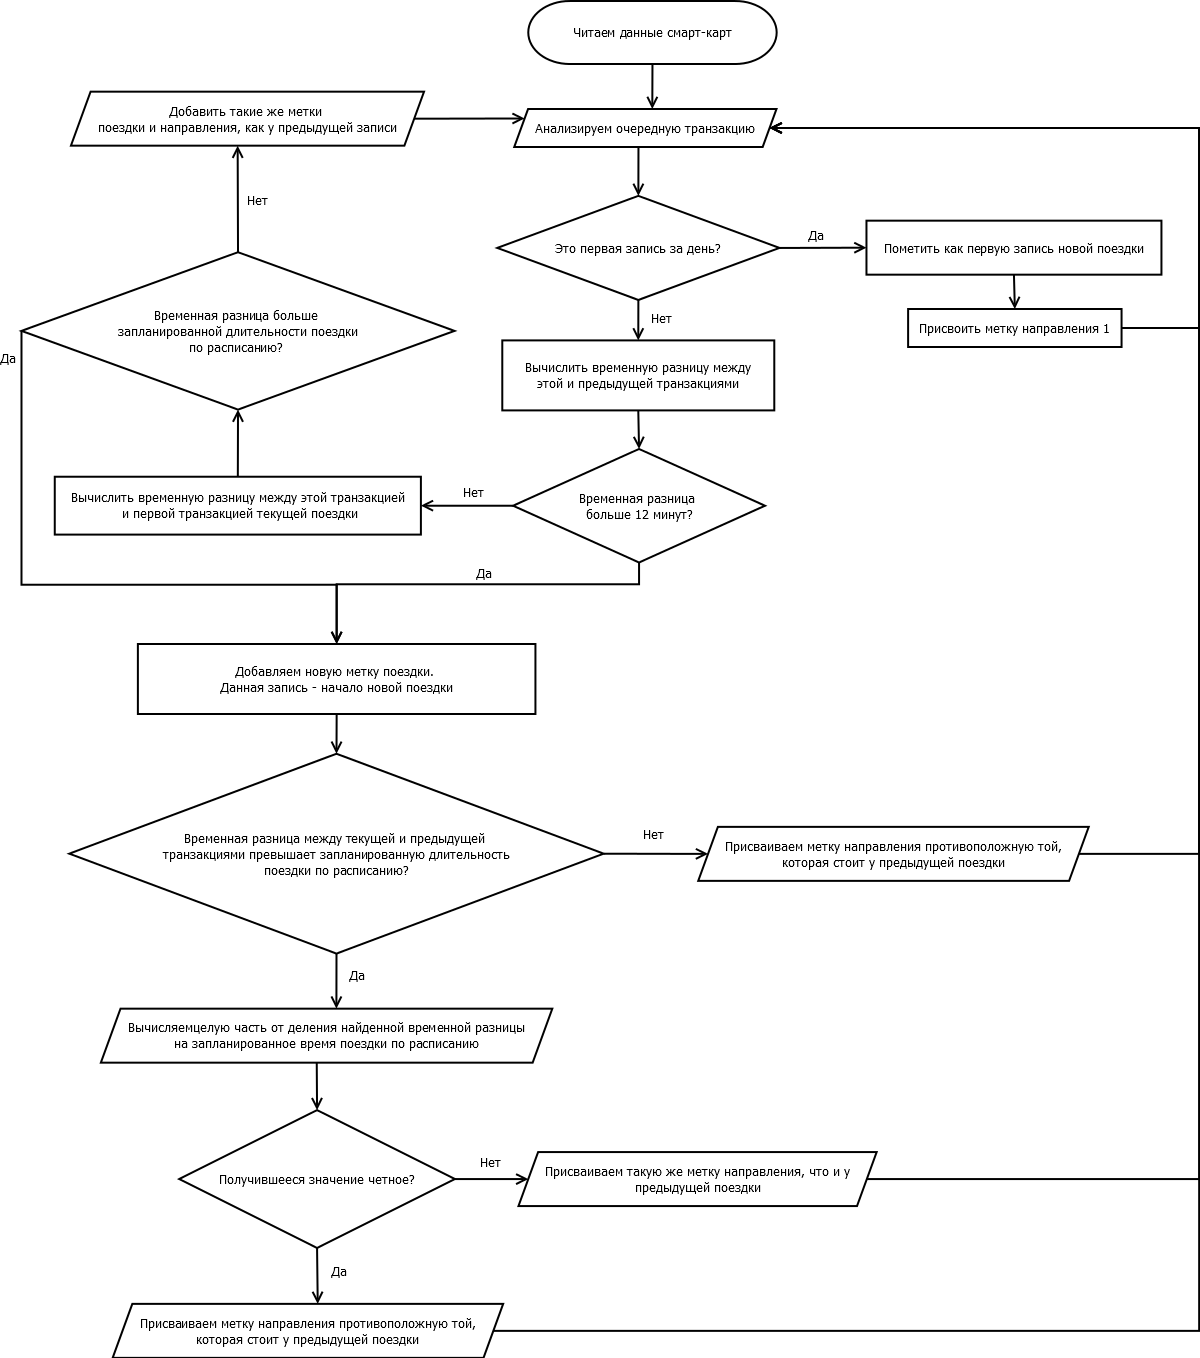 Читаем данные смарт-карт
Добавить такие же метки
поездки и направления, как у предыдущей записи
Анализируем очередную транзакцию
Нет
Это первая запись за день?
Да
Пометить как первую запись новой поездки
Присвоить метку направления 1
Нет
Временная разница больше
запланированной длительности поездки
по расписанию?
Да
Вычислить временную разницу между
этой и предыдущей транзакциями
Вычислить временную разницу между этой транзакцией
и первой транзакцией текущей поездки
Нет
Временная разница
больше 12 минут?
Да
Добавляем новую метку поездки.
Данная запись - начало новой поездки
Временная разница между текущей и предыдущей
транзакциями превышает запланированную длительность
поездки по расписанию?
Нет
Присваиваем метку направления противоположную той,
которая стоит у предыдущей поездки
Да
Вычисляемцелую часть от деления найденной временной разницы
на запланированное время поездки по расписанию
Получившееся значение четное?
Нет
Присваиваем такую же метку направления, что и у
предыдущей поездки
Да
Присваиваем метку направления противоположную той,
которая стоит у предыдущей поездки